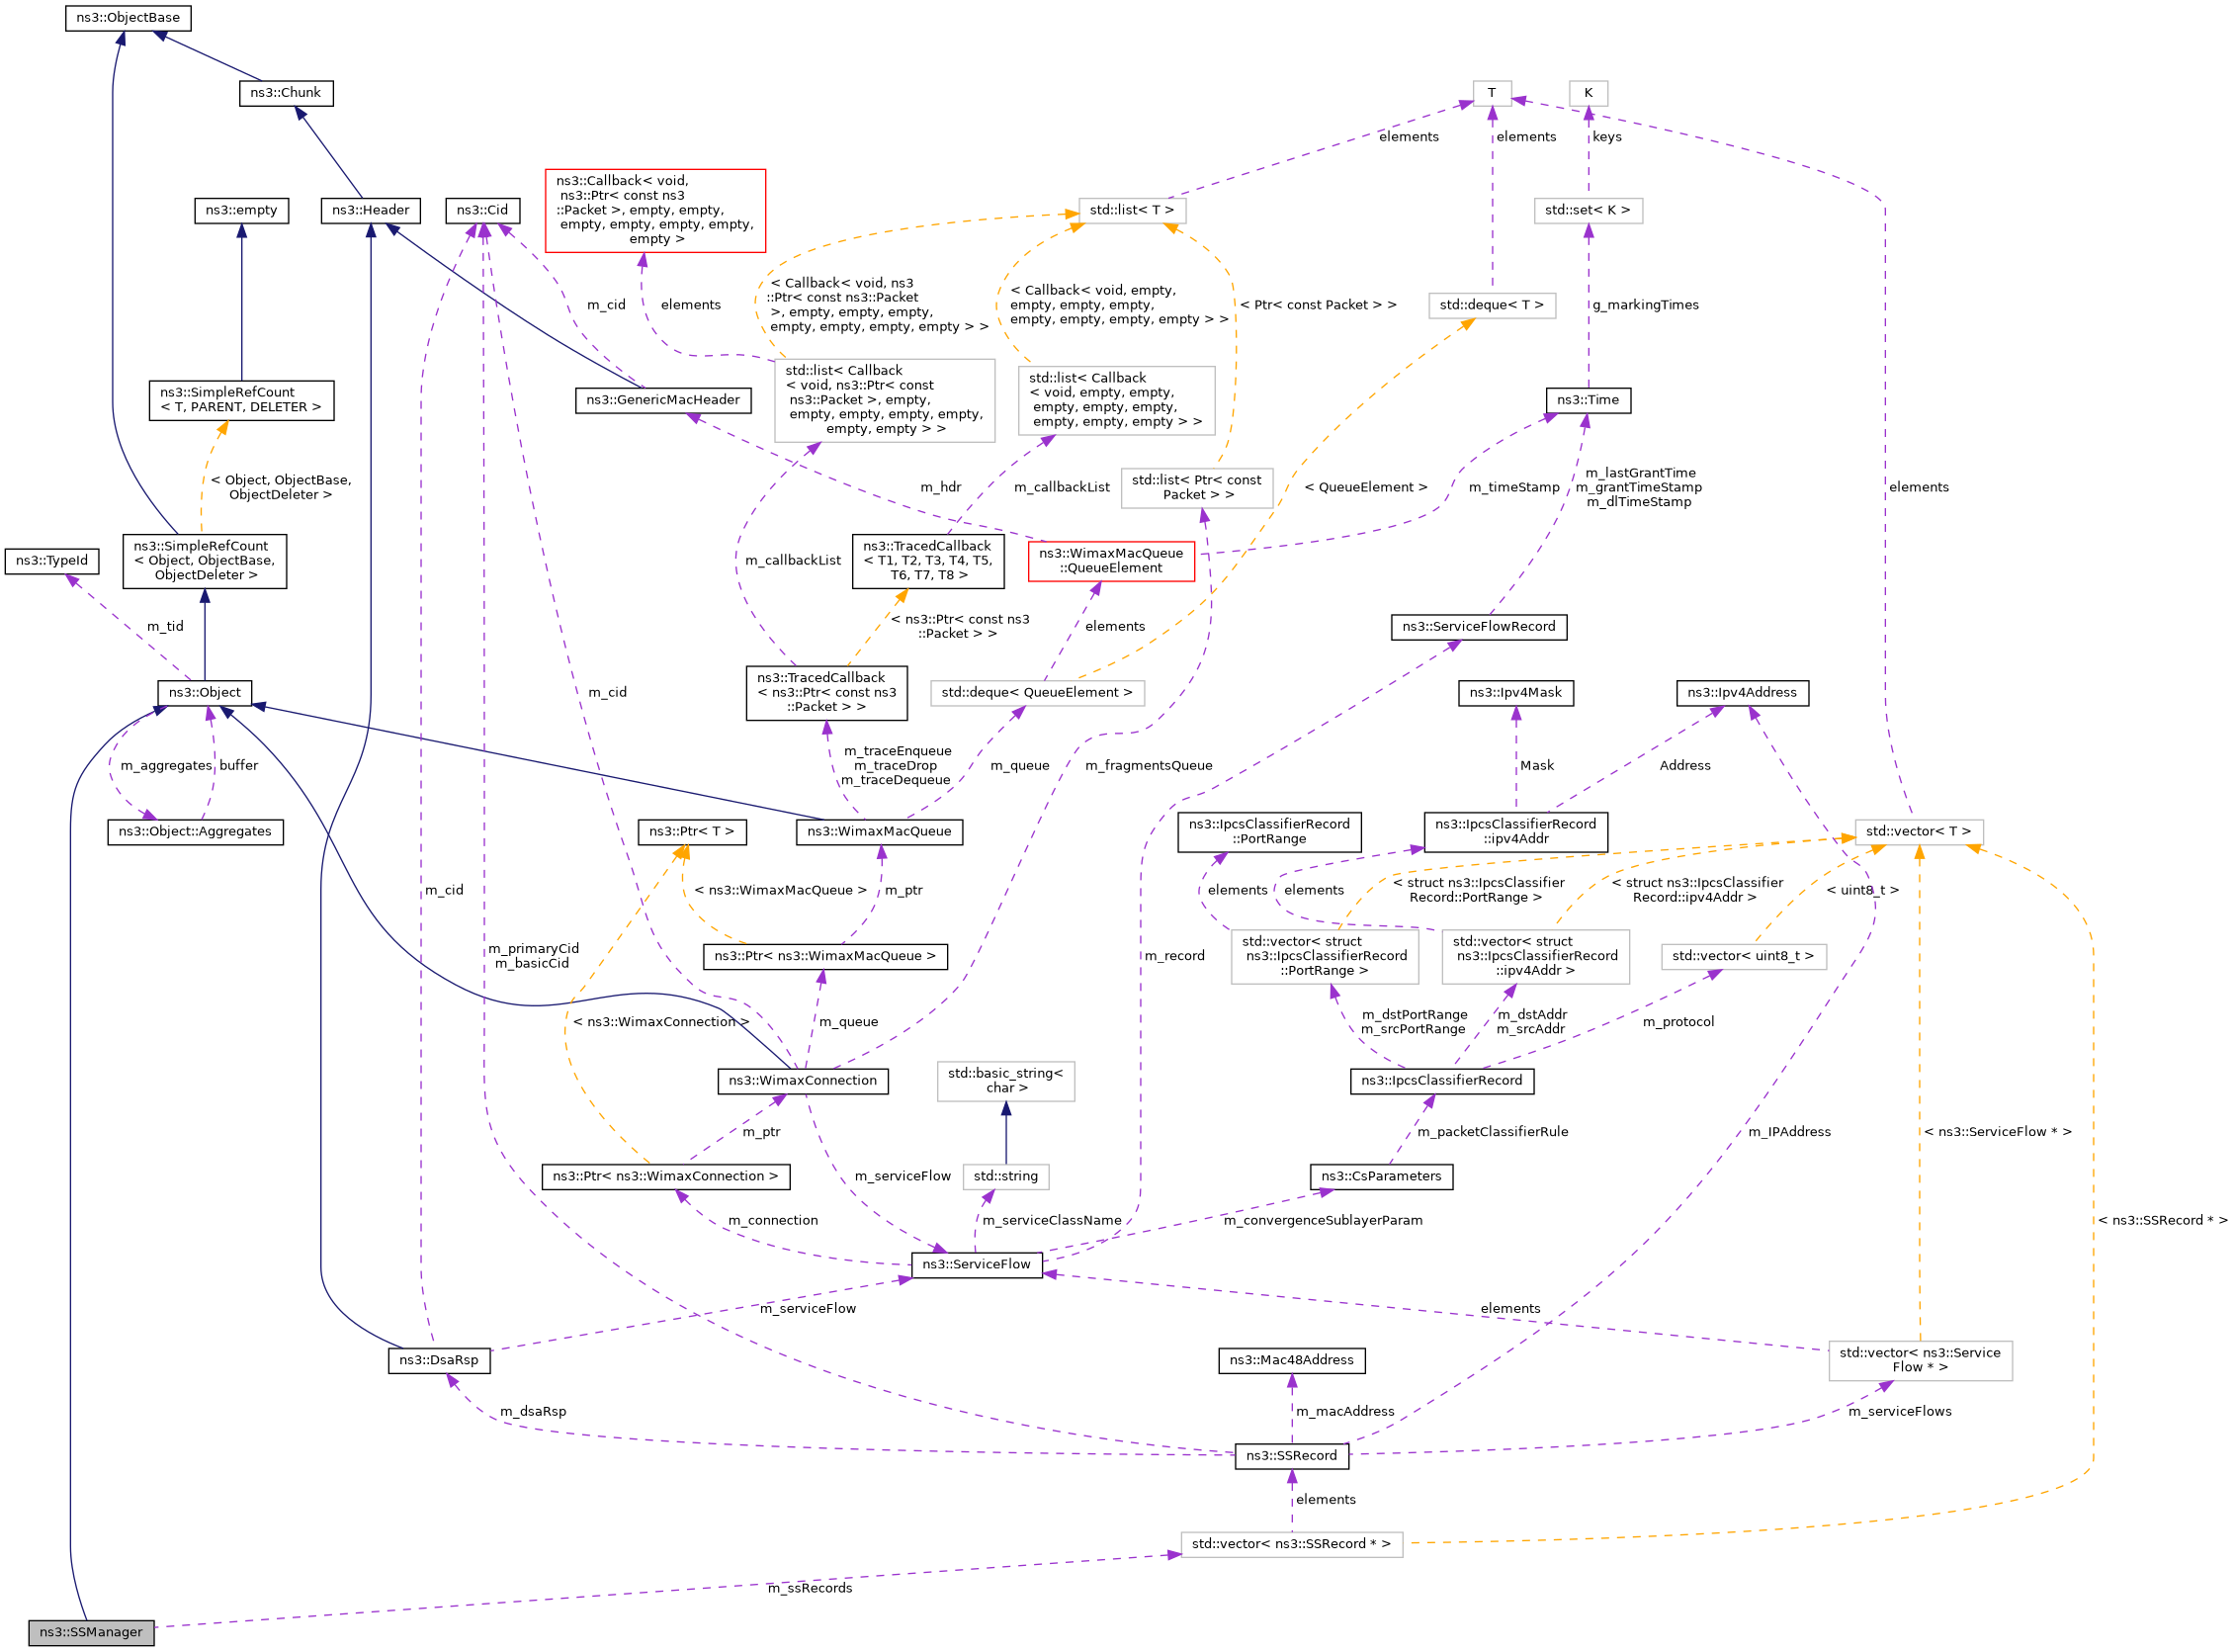 ns3::ObjectBase
ns3::Chunk
T
K
elements
elements
keys
ns3::empty
ns3::Header
ns3::Cid
ns3::Callback< void,
ns3::Ptr< const ns3
::Packet >, empty, empty,
empty, empty, empty, empty,
empty >
std::list< T >
std::set< K >
m_cid
elements
< Callback< void, ns3
::Ptr< const ns3::Packet
>, empty, empty, empty,
empty, empty, empty, empty > >
< Callback< void, empty,
empty, empty, empty,
empty, empty, empty, empty > >
< Ptr< const Packet > >
std::deque< T >
g_markingTimes
ns3::SimpleRefCount
< T, PARENT, DELETER >
ns3::GenericMacHeader
std::list< Callback
< void, ns3::Ptr< const
ns3::Packet >, empty,
empty, empty, empty, empty,
empty, empty > >
std::list< Callback
< void, empty, empty,
empty, empty, empty,
empty, empty, empty > >
ns3::Time
< Object, ObjectBase,
ObjectDeleter >
m_hdr
m_callbackList
std::list< Ptr< const
Packet > >
< QueueElement >
m_timeStamp
m_lastGrantTime
m_grantTimeStamp
m_dlTimeStamp
elements
ns3::TypeId
ns3::SimpleRefCount
< Object, ObjectBase,
ObjectDeleter >
m_callbackList
ns3::TracedCallback
< T1, T2, T3, T4, T5,
T6, T7, T8 >
ns3::WimaxMacQueue
::QueueElement
m_tid
< ns3::Ptr< const ns3
::Packet > >
elements
ns3::ServiceFlowRecord
ns3::Object
m_cid
ns3::TracedCallback
< ns3::Ptr< const ns3
::Packet > >
std::deque< QueueElement >
ns3::Ipv4Mask
ns3::Ipv4Address
m_aggregates
buffer
m_traceEnqueue
m_traceDrop
m_traceDequeue
m_queue
m_fragmentsQueue
Mask
Address
ns3::Object::Aggregates
ns3::Ptr< T >
ns3::WimaxMacQueue
ns3::IpcsClassifierRecord
::PortRange
ns3::IpcsClassifierRecord
::ipv4Addr
std::vector< T >
m_cid
< ns3::WimaxMacQueue >
m_ptr
elements
elements
< struct ns3::IpcsClassifier
Record::PortRange >
< struct ns3::IpcsClassifier
Record::ipv4Addr >
< uint8_t >
m_primaryCid
m_basicCid
ns3::Ptr< ns3::WimaxMacQueue >
m_record
std::vector< struct
ns3::IpcsClassifierRecord
::PortRange >
std::vector< struct
ns3::IpcsClassifierRecord
::ipv4Addr >
std::vector< uint8_t >
< ns3::WimaxConnection >
m_queue
m_dstPortRange
m_srcPortRange
m_dstAddr
m_srcAddr
m_protocol
ns3::WimaxConnection
std::basic_string<
char >
ns3::IpcsClassifierRecord
m_ptr
m_packetClassifierRule
m_IPAddress
< ns3::ServiceFlow * >
ns3::Ptr< ns3::WimaxConnection >
m_serviceFlow
std::string
ns3::CsParameters
m_connection
m_serviceClassName
m_convergenceSublayerParam
< ns3::SSRecord * >
ns3::ServiceFlow
m_serviceFlow
elements
ns3::DsaRsp
ns3::Mac48Address
std::vector< ns3::Service
Flow * >
m_dsaRsp
m_macAddress
m_serviceFlows
ns3::SSRecord
elements
std::vector< ns3::SSRecord * >
m_ssRecords
ns3::SSManager